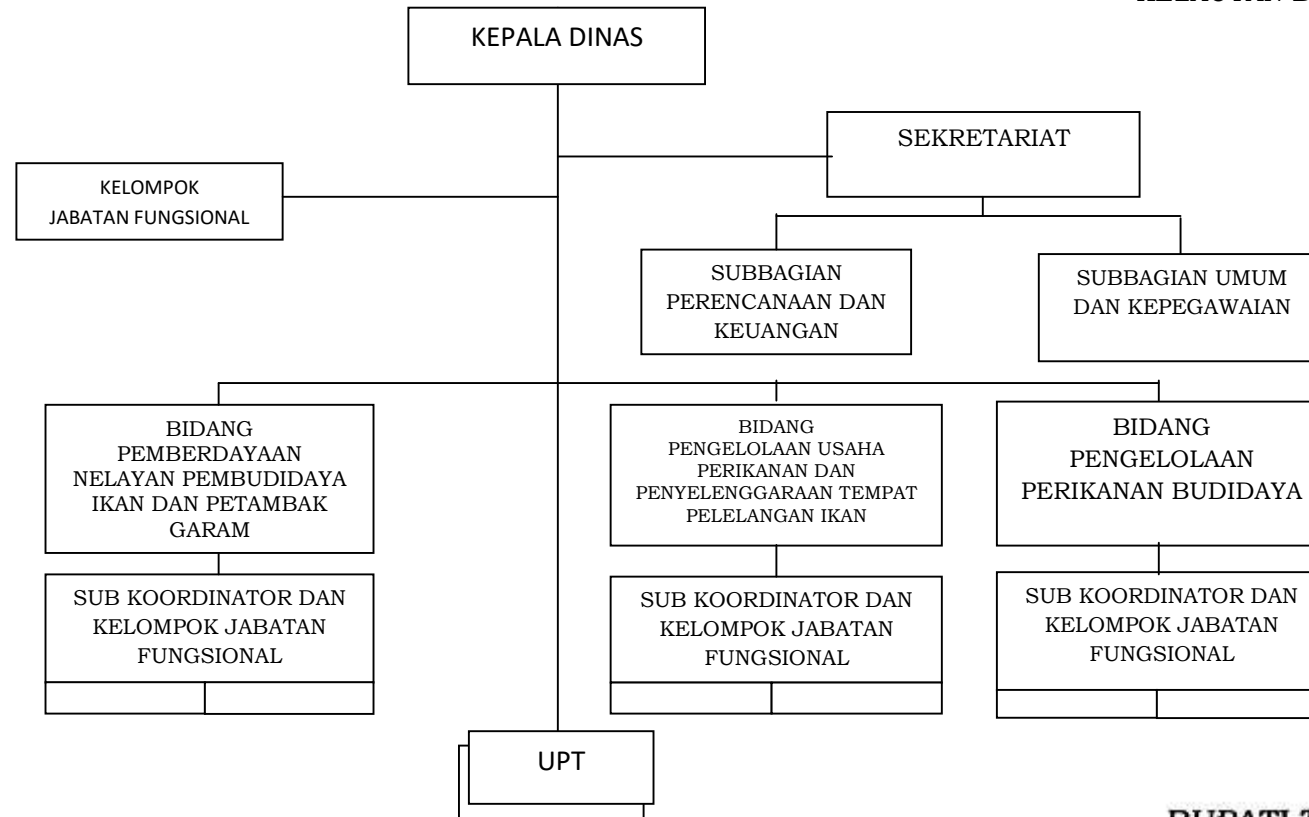 KEPALA DINAS
SEKRETARIAT
KELOMPOK
JABATAN FUNGSIONAL
SUBBAGIAN
PERENCANAAN DAN
KEUANGAN
SUBBAGIAN UMUM
DAN KEPEGAWAIAN
BIDANG
PEMBERDAYAAN
NELAYAN PEMBUDIDAYA
IKAN DAN PETAMBAK
GARAM
BIDANG
PENGELOLAAN USAHA
PERIKANAN DAN
PENYELENGGARAAN TEMPAT
PELELANGAN IKAN
BIDANG
PENGELOLAAN
PERIKANAN BUDIDAYA
SUB KOORDINATOR DAN
KELOMPOK JABATAN
FUNGSIONAL
SUB KOORDINATOR DAN
KELOMPOK JABATAN
FUNGSIONAL
SUB KOORDINATOR DAN
KELOMPOK JABATAN
FUNGSIONAL
UPT